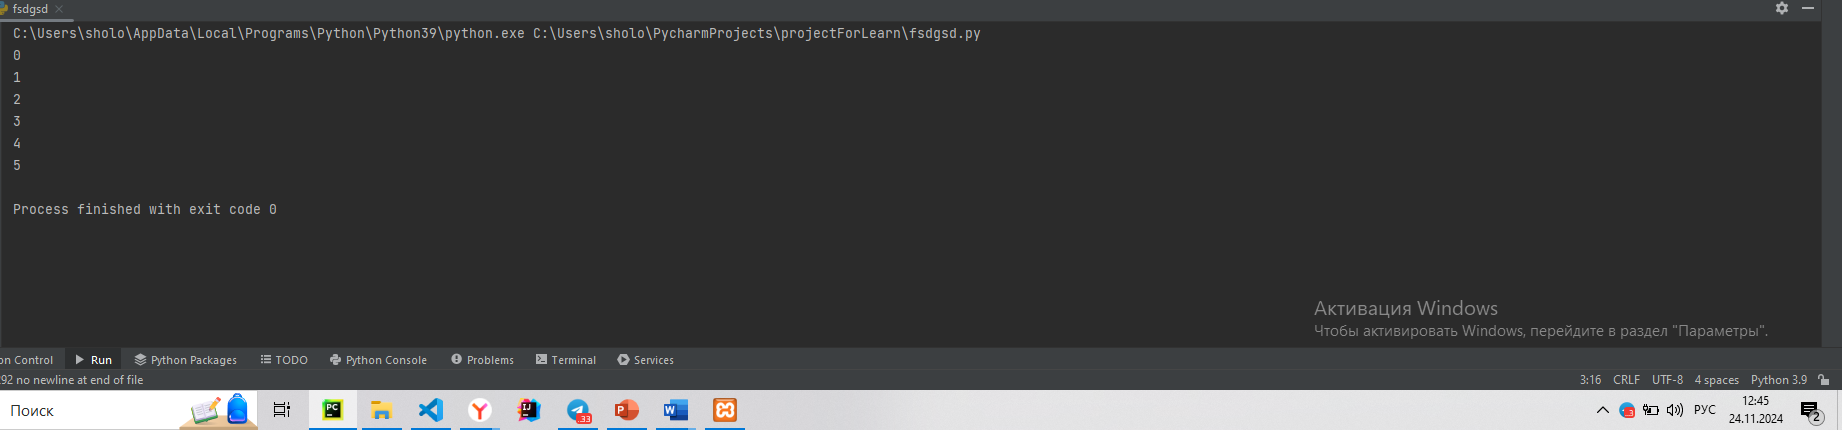 fsdgsd
C:\Users\sholo\AppData\Local\Programs\Python\Python39\python.exe C:\Users\sholo\PycharmProjects\projectForLearn\fsdgsd.py
0
1
2
3
4
5
Process finished with exit code 0
Активация Windows
Чтобы активировать Windows, перейдите в раздел "Параметры".
on Control Run Python Packages TODO Python Console Problems Terminal Services
92 no newline at end of file 3:16 CRLF UTF-8 4 spaces Python 3.9
Поиск PC Y IJ 33 P W 3 РУС 12:45
24.11.2024 2